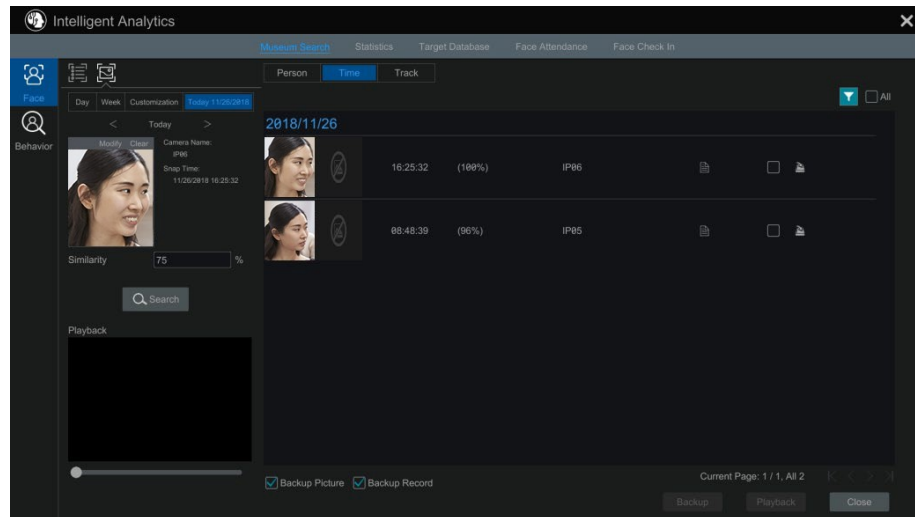 Intelligent Analytics
Museum Search Statistics Target Database Face Attendance Face Check In
Face
Behavior
Day Week Customization Today 11/26/2018
< Today >
Modify Clear
Camera Name:
IP06
Snap Time:
11/26/2018 16:25:32
Similarity 75 %
Search
Playback
Person Time Track
All
2018/11/26
16:25:32 (100%) IP06
08:48:39 (96%) IP05
Backup Picture Backup Record
Current Page: 1 / 1, All 2
Backup Playback Close